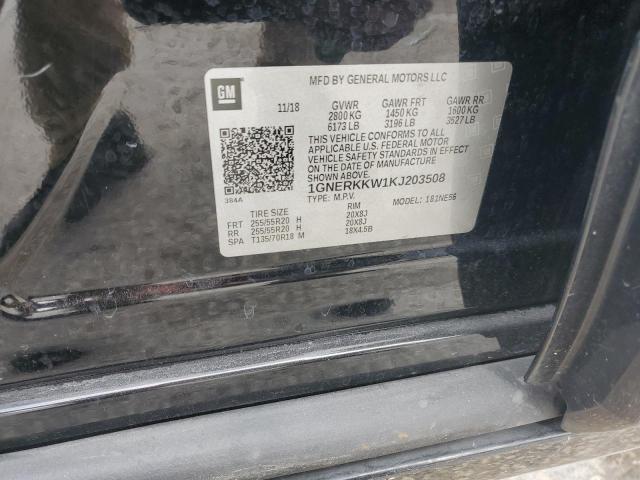 GM
MFD BY GENERAL MOTORS LLC
11/18 GVWR GAWR FRT GAWR RR
2800 KG 1450 KG 1600 KG
6173 LB 3196 LB 3527 LB
THIS VEHICLE CONFORMS TO ALL
APPLICABLE U.S. FEDERAL MOTOR
VEHICLE SAFETY STANDARDS IN EFFECT
ON THE DATE OF MANUFACTURE
SHOWN ABOVE.
1GNERKKW1KJ203508
384A
TYPE: M.P.V. MODEL: 181NE56
TIRE SIZE RIM
FRT 255/55R20 H 20X8J
RR 255/55R20 H 20X8J
SPA T135/70R18 M 18X4.5B